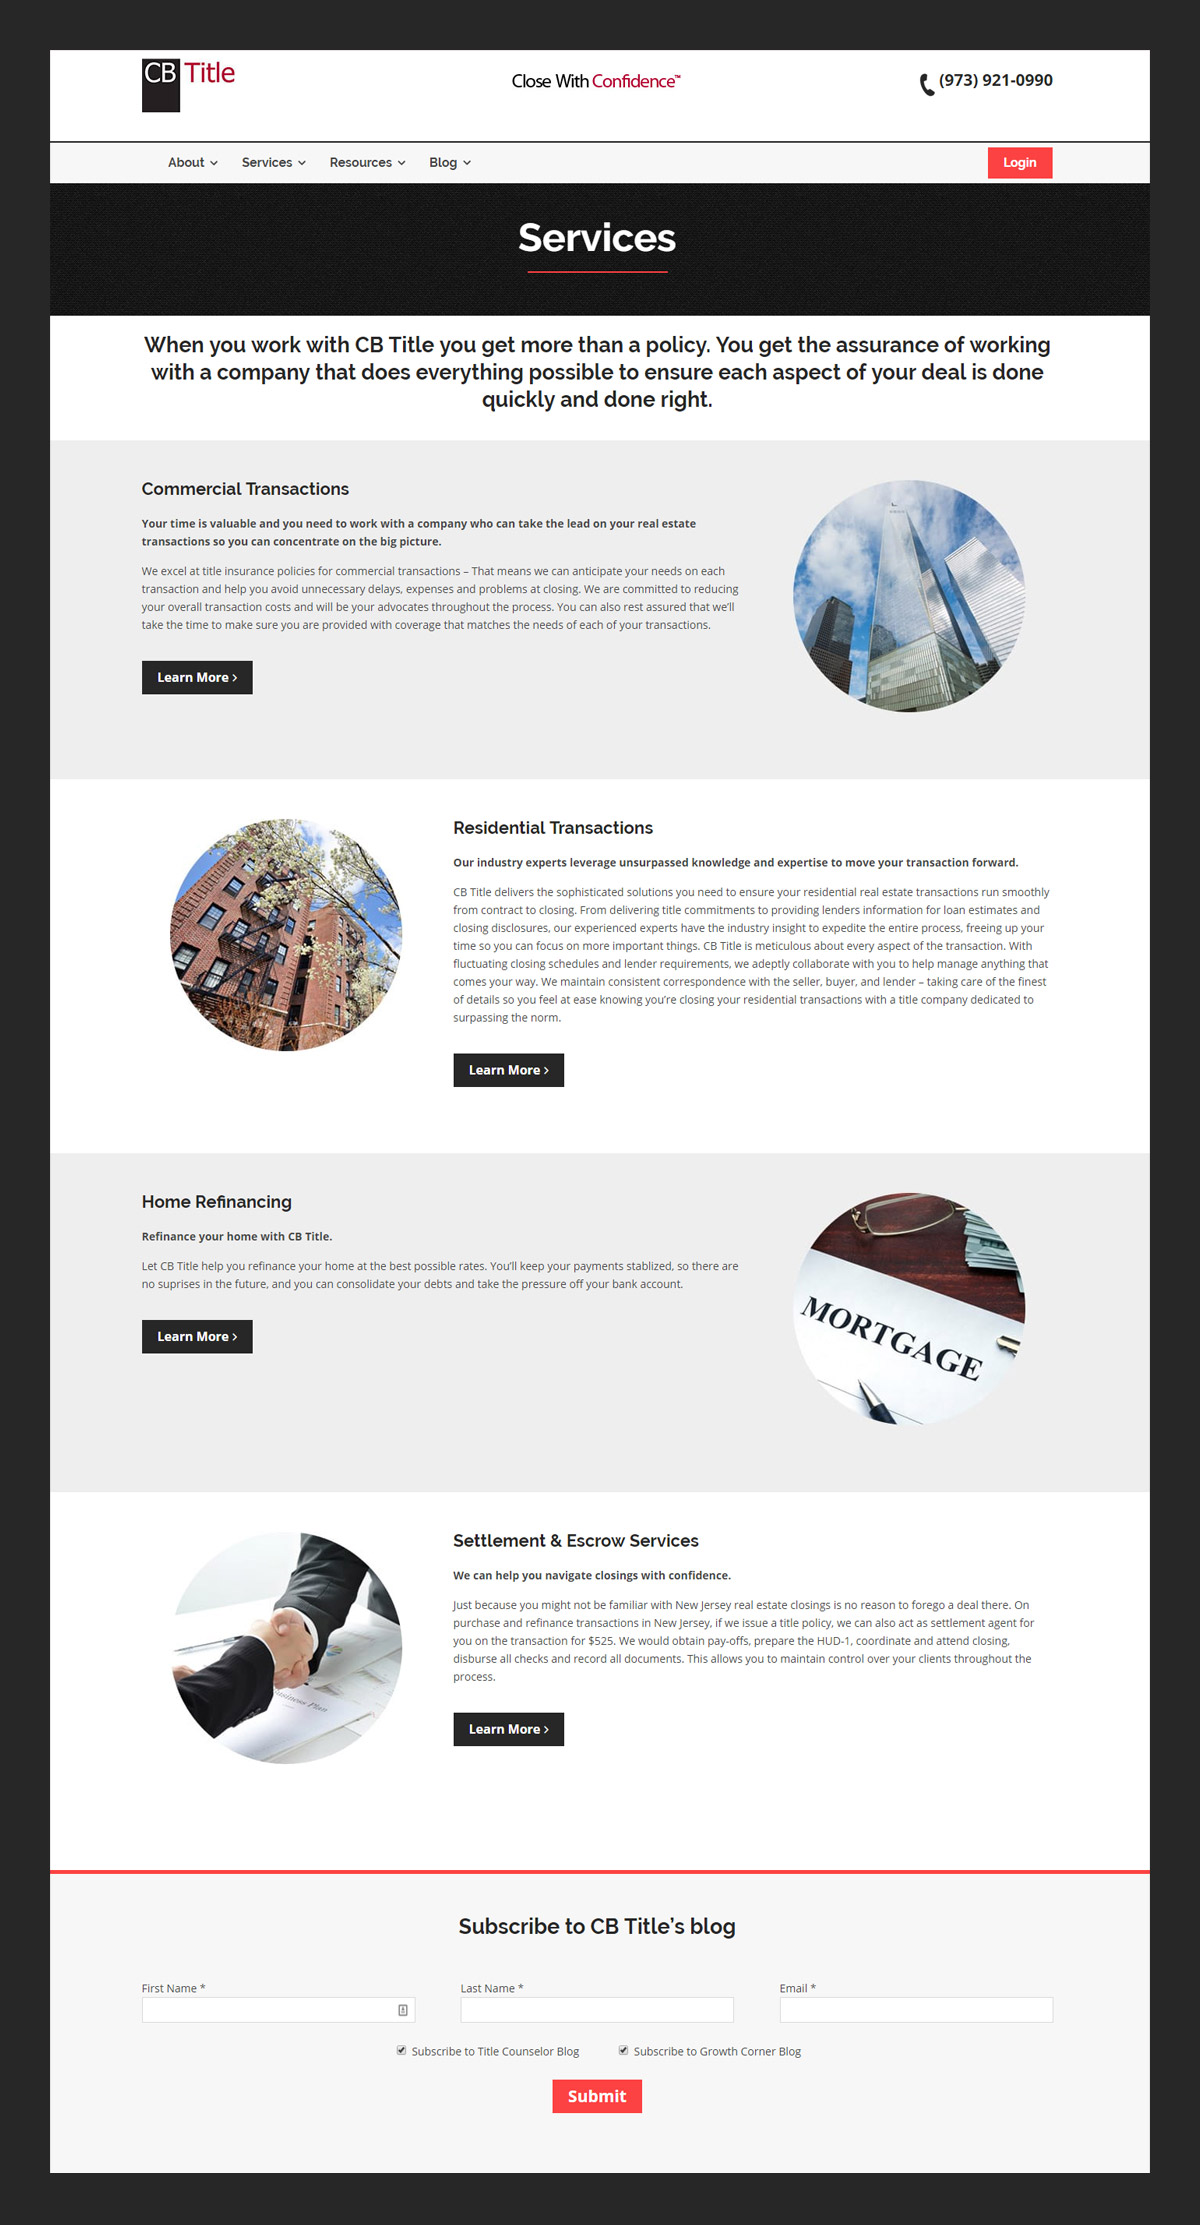 CB Title
Close With Confidence™
(973) 921-0990
About
Services
Resources
Blog
Login
Services
When you work with CB Title you get more than a policy. You get the assurance of working
with a company that does everything possible to ensure each aspect of your deal is done
quickly and done right.
Commercial Transactions
Your time is valuable and you need to work with a company who can take the lead on your real estate
transactions so you can concentrate on the big picture.
We excel at title insurance policies for commercial transactions – That means we can anticipate your needs on each
transaction and help you avoid unnecessary delays, expenses and problems at closing. We are committed to reducing
your overall transaction costs and will be your advocates throughout the process. You can also rest assured that we’ll
take the time to make sure you are provided with coverage that matches the needs of each of your transactions.
Learn More ›
Residential Transactions
Our industry experts leverage unsurpassed knowledge and expertise to move your transaction forward.
CB Title delivers the sophisticated solutions you need to ensure your residential real estate transactions run smoothly
from contract to closing. From delivering title commitments to providing lenders information for loan estimates and
closing disclosures, our experienced experts have the industry insight to expedite the entire process, freeing up your
time so you can focus on more important things. CB Title is meticulous about every aspect of the transaction. With
fluctuating closing schedules and lender requirements, we adeptly collaborate with you to help manage anything that
comes your way. We maintain consistent correspondence with the seller, buyer, and lender – taking care of the finest
of details so you feel at ease knowing you’re closing your residential transactions with a title company dedicated to
surpassing the norm.
Learn More ›
Home Refinancing
Refinance your home with CB Title.
Let CB Title help you refinance your home at the best possible rates. You’ll keep your payments stablized, so there are
no suprises in the future, and you can consolidate your debts and take the pressure off your bank account.
Learn More ›
MORTGAGE
Settlement & Escrow Services
We can help you navigate closings with confidence.
Just because you might not be familiar with New Jersey real estate closings is no reason to forego a deal there. On
purchase and refinance transactions in New Jersey, if we issue a title policy, we can also act as settlement agent for
you on the transaction for $525. We would obtain pay-offs, prepare the HUD-1, coordinate and attend closing,
disburse all checks and record all documents. This allows you to maintain control over your clients throughout the
process.
Learn More ›
Business Plan
Subscribe to CB Title’s blog
First Name *
Last Name *
Email *
Subscribe to Title Counselor Blog
Subscribe to Growth Corner Blog
Submit